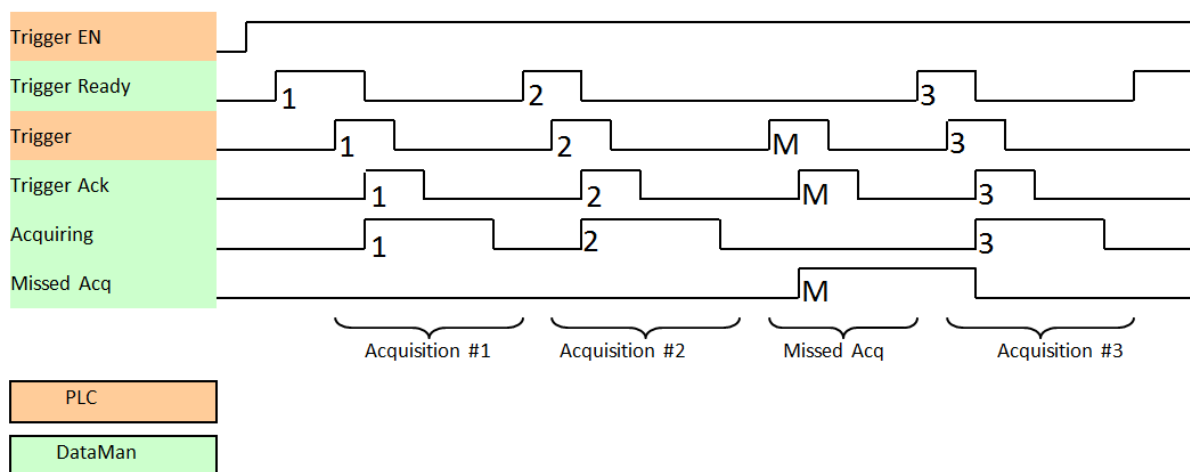 Trigger EN
Trigger Ready
1 2 3
Trigger
1 2 M 3
Trigger Ack
1 2 M 3
Acquiring
1 2 3
Missed Acq
M
Acquisition #1 Acquisition #2 Missed Acq Acquisition #3
PLC
DataMan